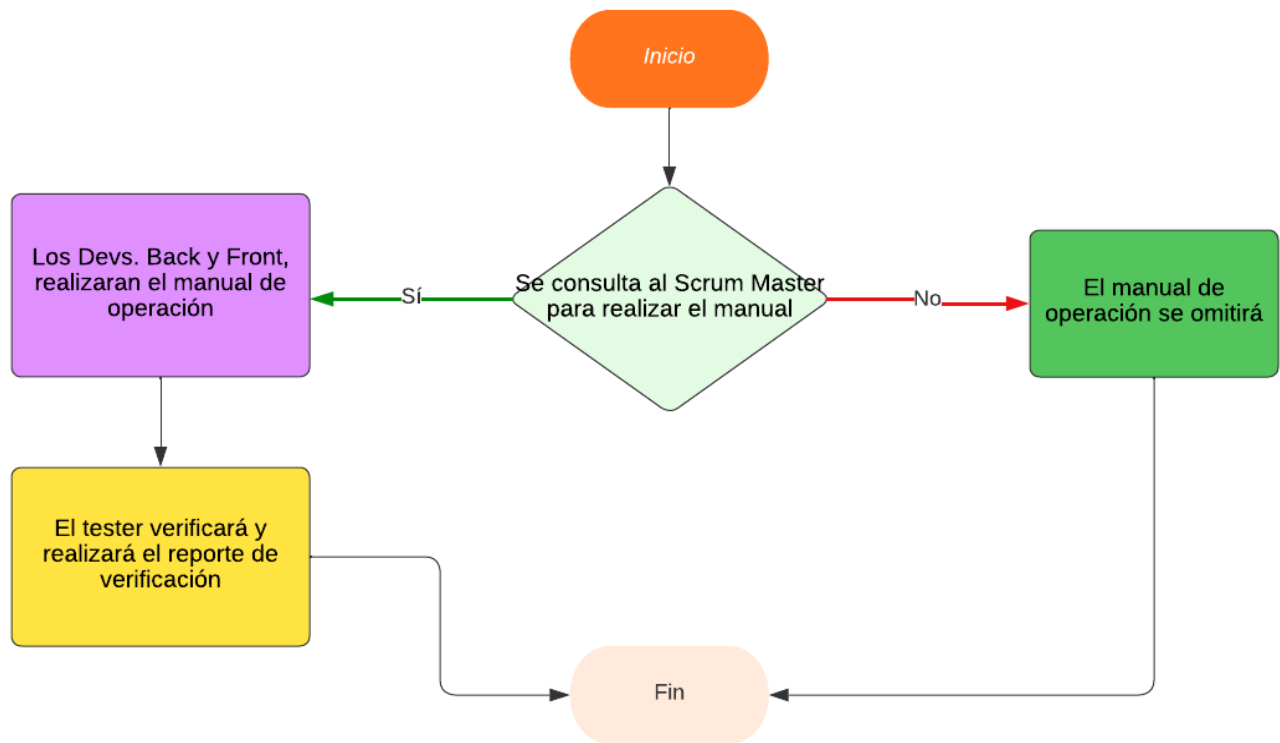 Inicio
Los Devs. Back y Front,
realizaran el manual de
operación
Sí
Se consulta al Scrum Master
para realizar el manual
No
El manual de
operación se omitirá
El tester verificará y
realizará el reporte de
verificación
Fin